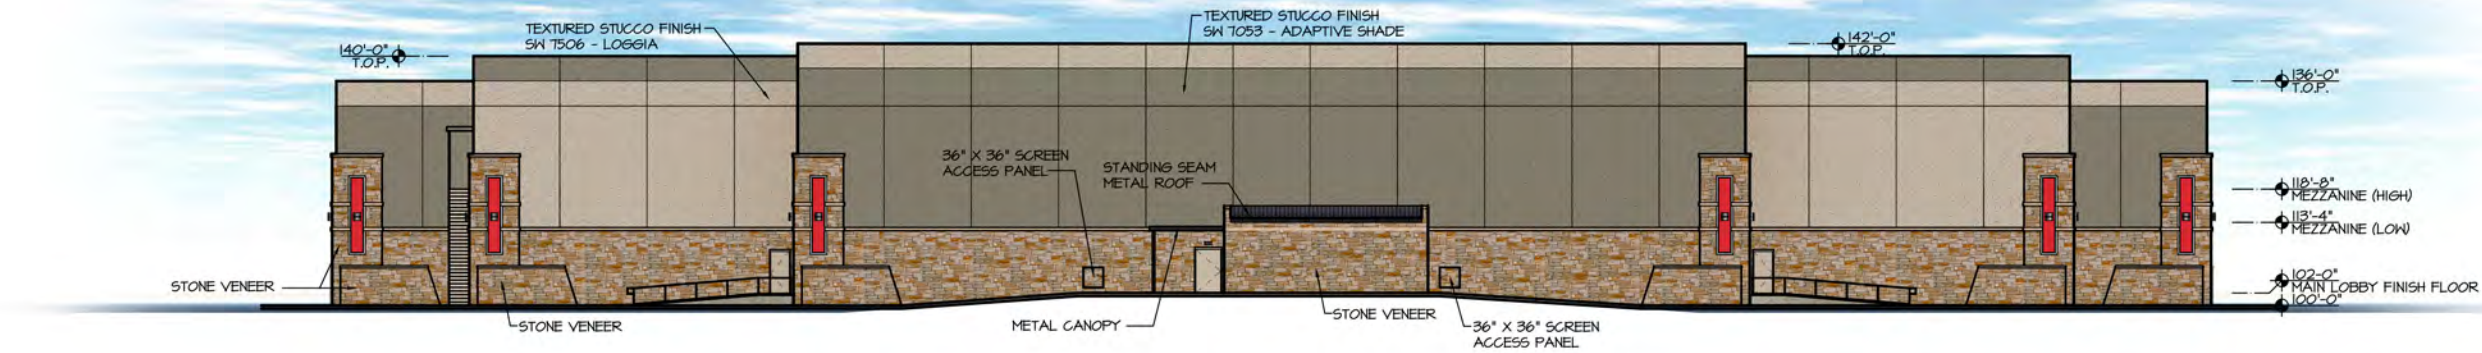 TEXTURED STUCCO FINISH
SW 7506 - LOGGIA
TEXTURED STUCCO FINISH
SW 7053 - ADAPTIVE SHADE
140'-0"
T.O.P.
142'-0"
T.O.P.
136'-0"
T.O.P.
36" X 36" SCREEN
ACCESS PANEL
STANDING SEAM
METAL ROOF
118'-8"
MEZZANINE (HIGH)
113'-4"
MEZZANINE (LOW)
102'-0"
MAIN LOBBY FINISH FLOOR
100'-0"
STONE VENEER
STONE VENEER
METAL CANOPY
STONE VENEER
36" X 36" SCREEN
ACCESS PANEL